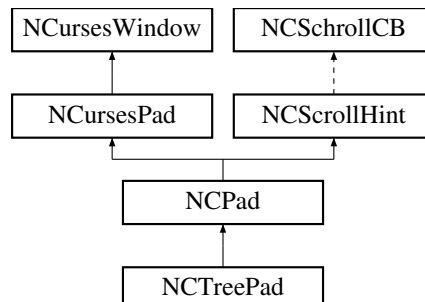 NCursesWindow
NCSchrollCB
NCursesPad
NCScrollHint
NCPad
NCTreePad